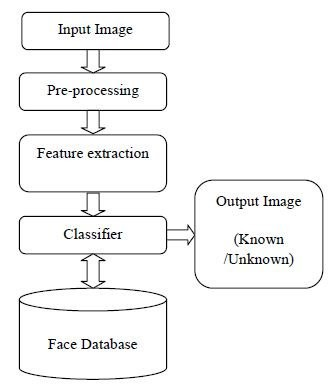 Input Image
Pre-processing
Feature extraction
Classifier
Output Image
(Known
/Unknown)
Face Database